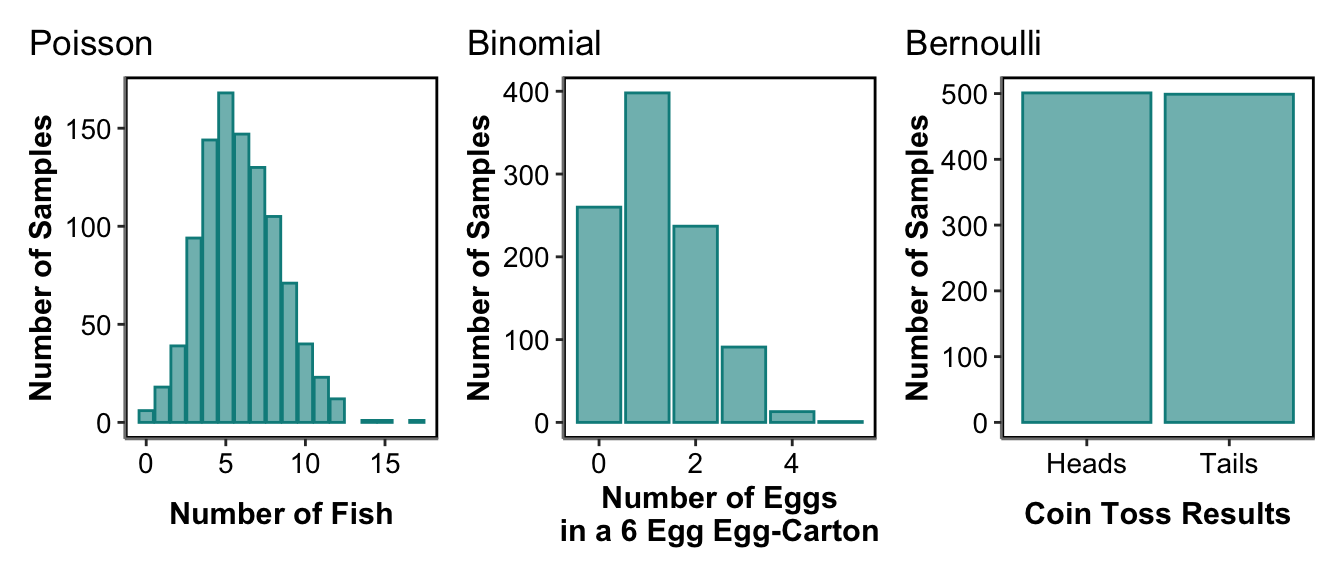 Poisson
Number of Samples
150
100
50
0
0 5 10 15
Number of Fish
Binomial
Number of Samples
400
300
200
100
0
0 2 4
Number of Eggs
in a 6 Egg Egg-Carton
Bernoulli
Number of Samples
500
400
300
200
100
0
Heads Tails
Coin Toss Results